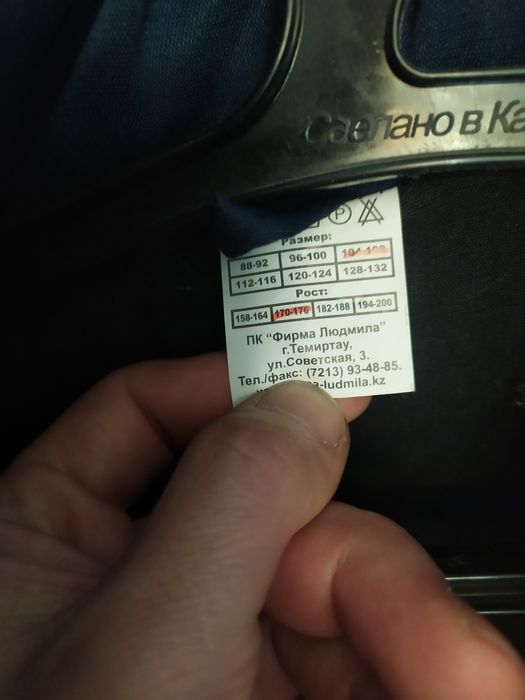 Сделано в Ка
Размер:
88-92 96-100 104-108
112-116 120-124 128-132
Рост:
158-164 170-176 182-188 194-200
ПК "Фирма Людмила"
г.Темиртау,
ул.Советская, 3.
Тел./факс: (7213) 93-48-85.
a-ludmila.kz